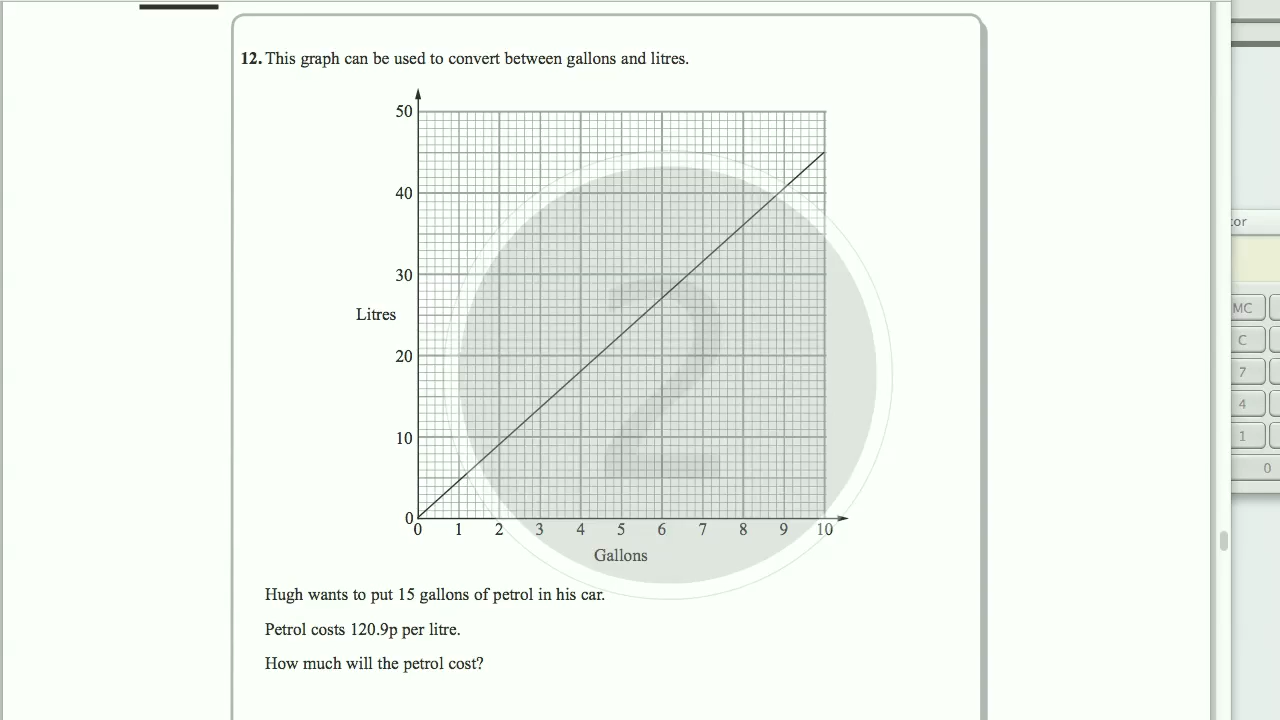 12. This graph can be used to convert between gallons and litres.
50
40
30
Litres
20
10
0
0 1 2 3 4 5 6 7 8 9 10
Gallons
2
Hugh wants to put 15 gallons of petrol in his car.
Petrol costs 120.9p per litre.
How much will the petrol cost?
tor
MC
C
7
4
1
0